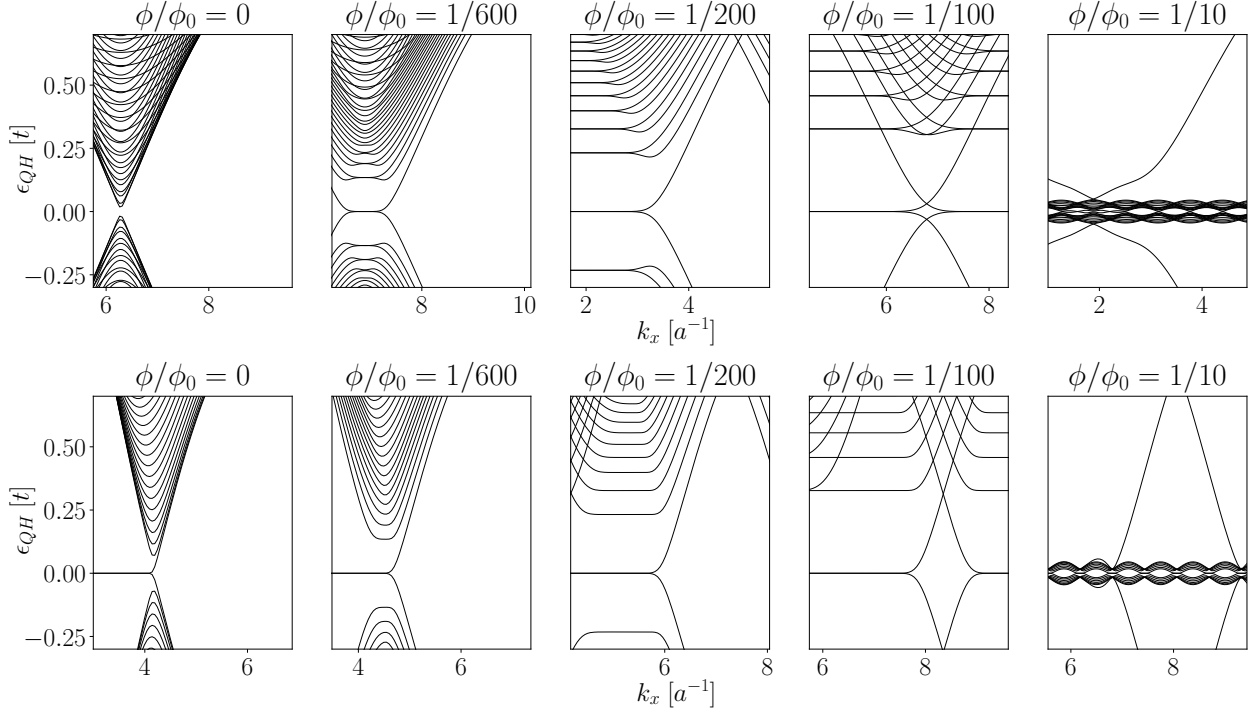 ϕ/ϕ₀ = 0 ϕ/ϕ₀ = 1/600 ϕ/ϕ₀ = 1/200 ϕ/ϕ₀ = 1/100 ϕ/ϕ₀ = 1/10
0.50
0.25
0.00
−0.25
ϵ_QH [t]
6 8 8 10 2 4 6 8 2 4
k_x [a⁻¹]
ϕ/ϕ₀ = 0 ϕ/ϕ₀ = 1/600 ϕ/ϕ₀ = 1/200 ϕ/ϕ₀ = 1/100 ϕ/ϕ₀ = 1/10
0.50
0.25
0.00
−0.25
ϵ_QH [t]
4 6 4 6 6 8 6 8 6 8
k_x [a⁻¹]